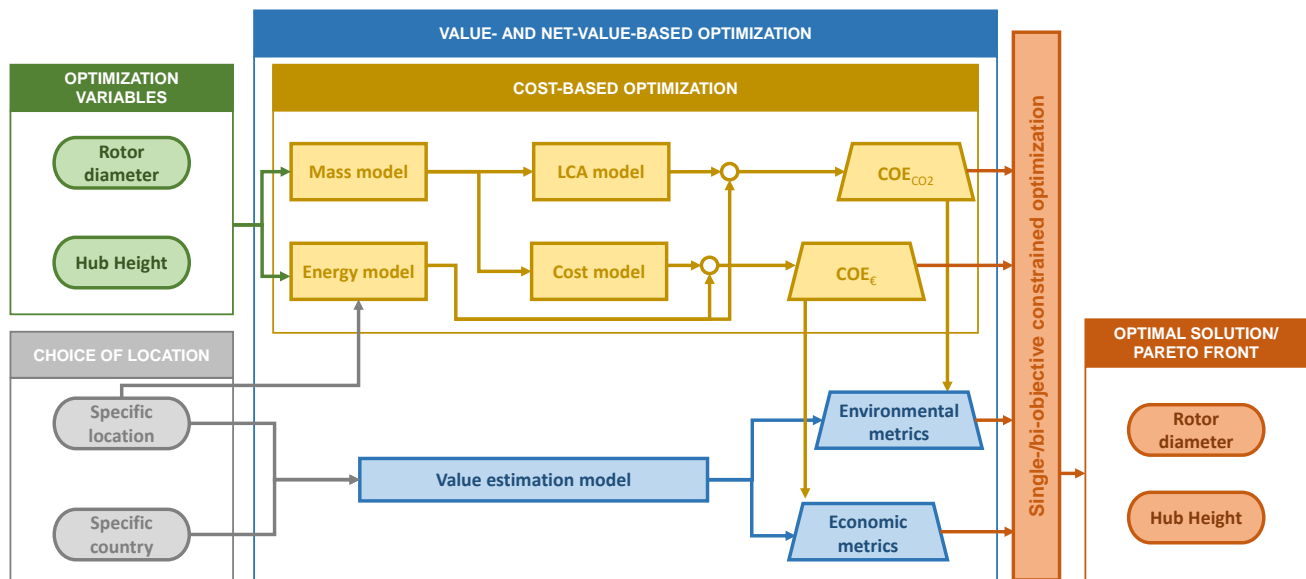 VALUE- AND NET-VALUE-BASED OPTIMIZATION
OPTIMIZATION
VARIABLES
Rotor
diameter
Hub Height
COST-BASED OPTIMIZATION
Mass model
LCA model
COE_CO2
Energy model
Cost model
COE_€
CHOICE OF LOCATION
Specific
location
Specific
country
Value estimation model
Environmental
metrics
Economic
metrics
Single-/bi-objective constrained optimization
OPTIMAL SOLUTION/
PARETO FRONT
Rotor
diameter
Hub Height